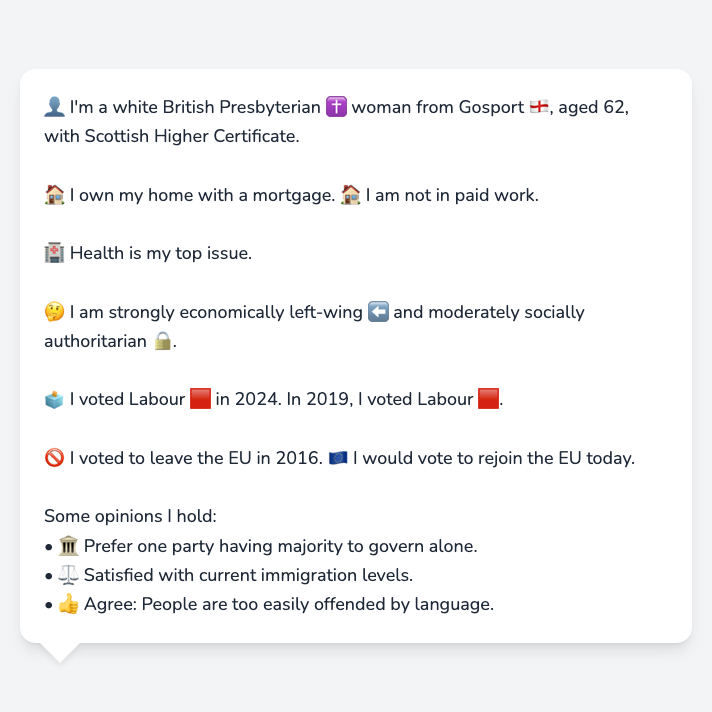 👤 I'm a white British Presbyterian ✝️ woman from Gosport 🏴󠁧󠁢󠁥󠁮󠁧󠁿, aged 62,
with Scottish Higher Certificate.
🏠 I own my home with a mortgage. 🏠 I am not in paid work.
🏥 Health is my top issue.
🤔 I am strongly economically left-wing ⬅️ and moderately socially
authoritarian 🔒.
🗳️ I voted Labour 🟥 in 2024. In 2019, I voted Labour 🟥.
🚫 I voted to leave the EU in 2016. 🇪🇺 I would vote to rejoin the EU today.
Some opinions I hold:
• 🏛️ Prefer one party having majority to govern alone.
• ⚖️ Satisfied with current immigration levels.
• 👍 Agree: People are too easily offended by language.